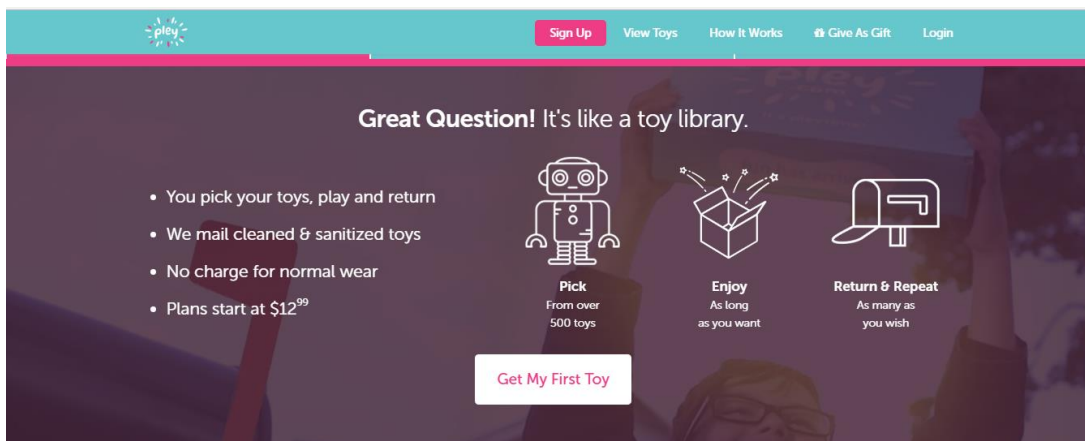 pley
Sign Up
View Toys
How It Works
Give As Gift
Login
Great Question! It's like a toy library.
• You pick your toys, play and return
• We mail cleaned & sanitized toys
• No charge for normal wear
• Plans start at $12⁹⁹
Pick
From over
500 toys
Enjoy
As long
as you want
Return & Repeat
As many as
you wish
Get My First Toy
pley